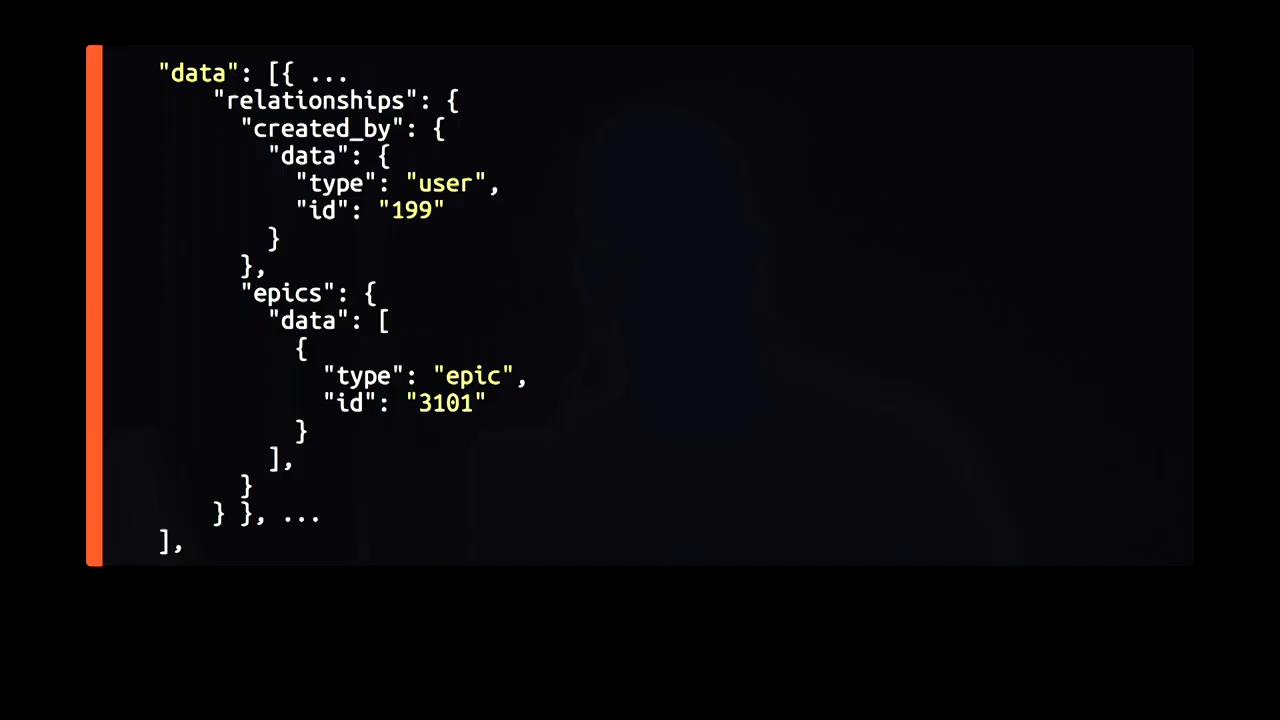 "data": [{ ...
"relationships": {
"created_by": {
"data": {
"type": "user",
"id": "199"
}
},
"epics": {
"data": [
{
"type": "epic",
"id": "3101"
}
],
}
} }, ...
],